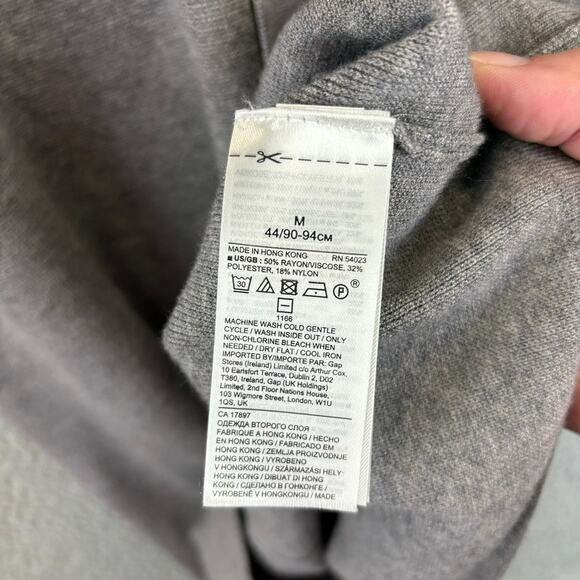 M
44/90-94CM
MADE IN HONG KONG RN 54023
■ US/GB : 50% RAYON/VISCOSE, 32%
POLYESTER, 18% NYLON
30 P ®
1166
MACHINE WASH COLD GENTLE
CYCLE / WASH INSIDE OUT / ONLY
NON-CHLORINE BLEACH WHEN
NEEDED / DRY FLAT / COOL IRON
IMPORTED BY/IMPORTE PAR: Gap
Stores (Ireland) Limited c/o Arthur Cox,
10 Earlsfort Terrace, Dublin 2, D02
T380, Ireland, Gap (UK Holdings)
Limited, 2nd Floor Nations House,
103 Wigmore Street, London, W1U
1QS, UK
CA 17897
ОДЕЖДА ВТОРОГО СЛОЯ
FABRIQUE A HONG KONG / HECHO
EN HONG KONG / FABRICADO EM
HONG KONG / ZEMLJA PROIZVODNJE
HONG KONG / VYROBENO
V HONGKONGU / SZÁRMAZÁSI HELY:
HONG KONG / DIBUAT DI HONG
KONG / СДЕЛАНО В ГОНКОНГЕ /
VYROBENÉ V HONGKONGU / MADE